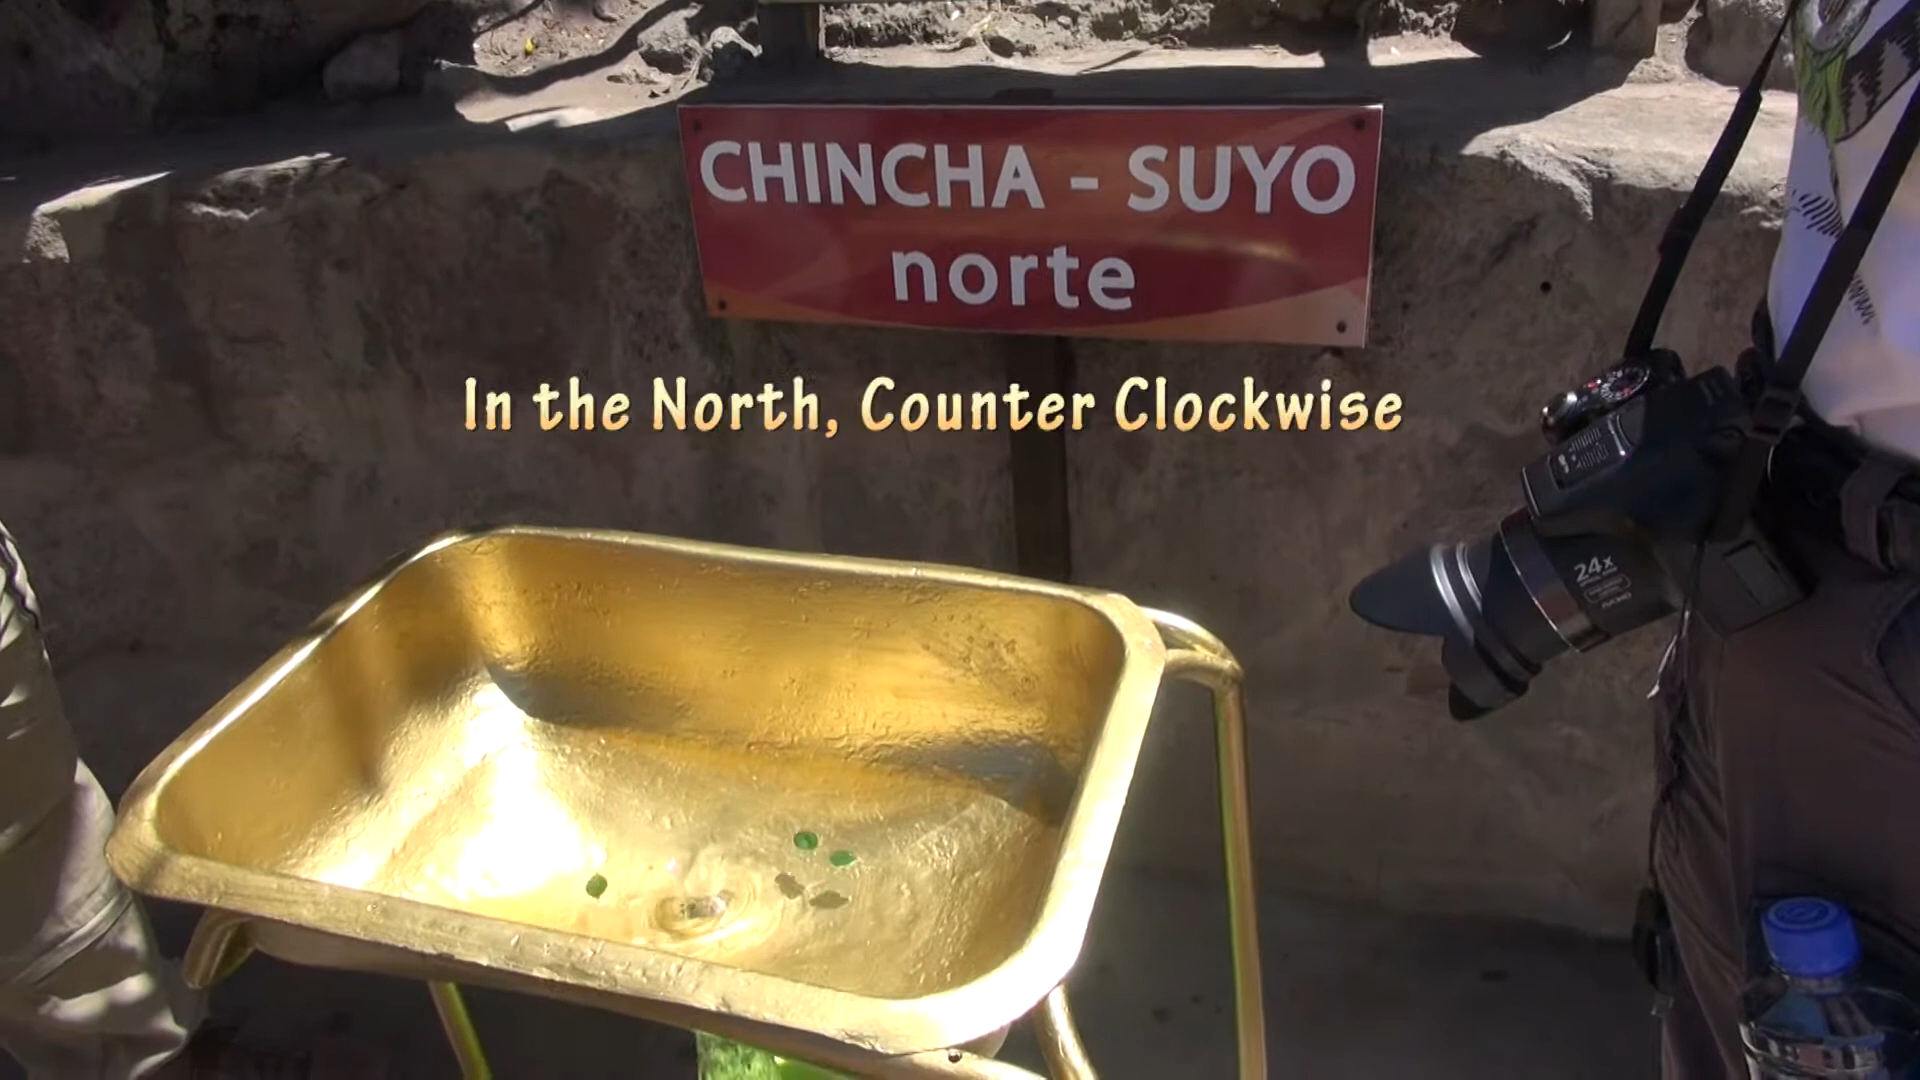 CHINCHA - SUYO
norte
In the North, Counter Clockwise
24x